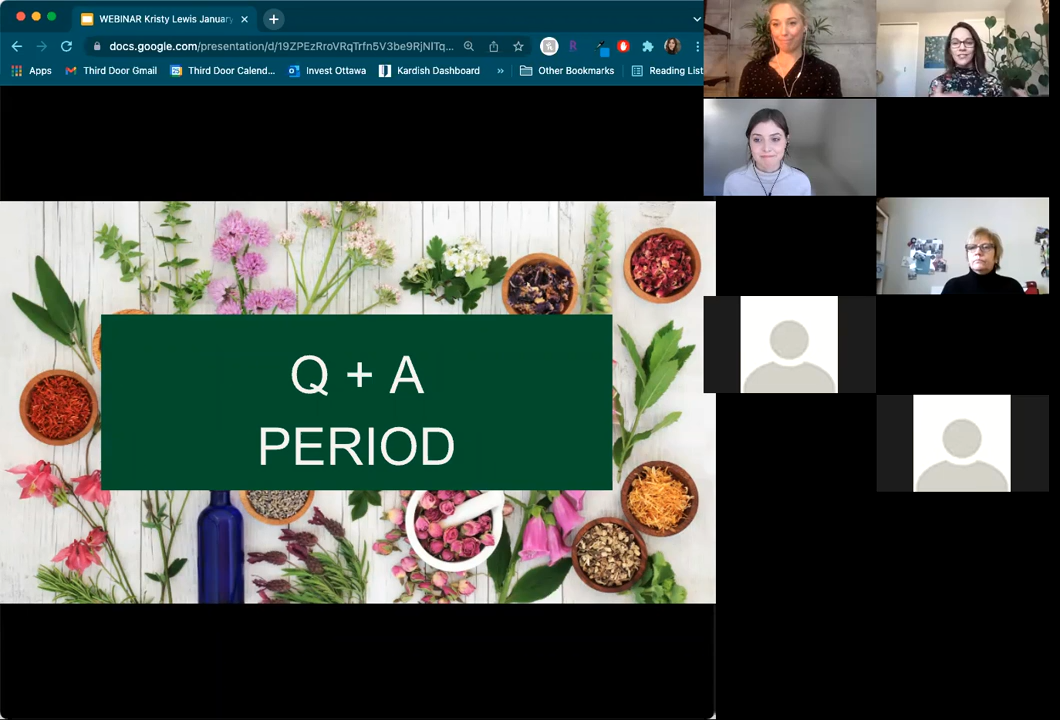 WEBINAR Kristy Lewis January
docs.google.com/presentation/d/19ZPEzRroVRqTrfn5V3be9RjNITq...
Apps
Third Door Gmail
Third Door Calend...
Invest Ottawa
Kardish Dashboard
»
Other Bookmarks
Reading List
Q + A
PERIOD